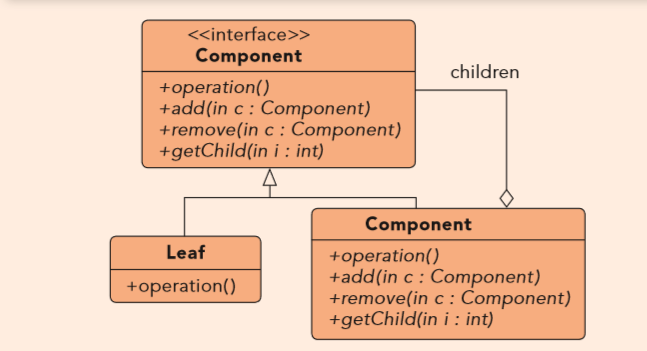 <<interface>>
Component
+operation()
+add(in c : Component)
+remove(in c : Component)
+getChild(in i : int)
children
Leaf
+operation()
Component
+operation()
+add(in c : Component)
+remove(in c : Component)
+getChild(in i : int)